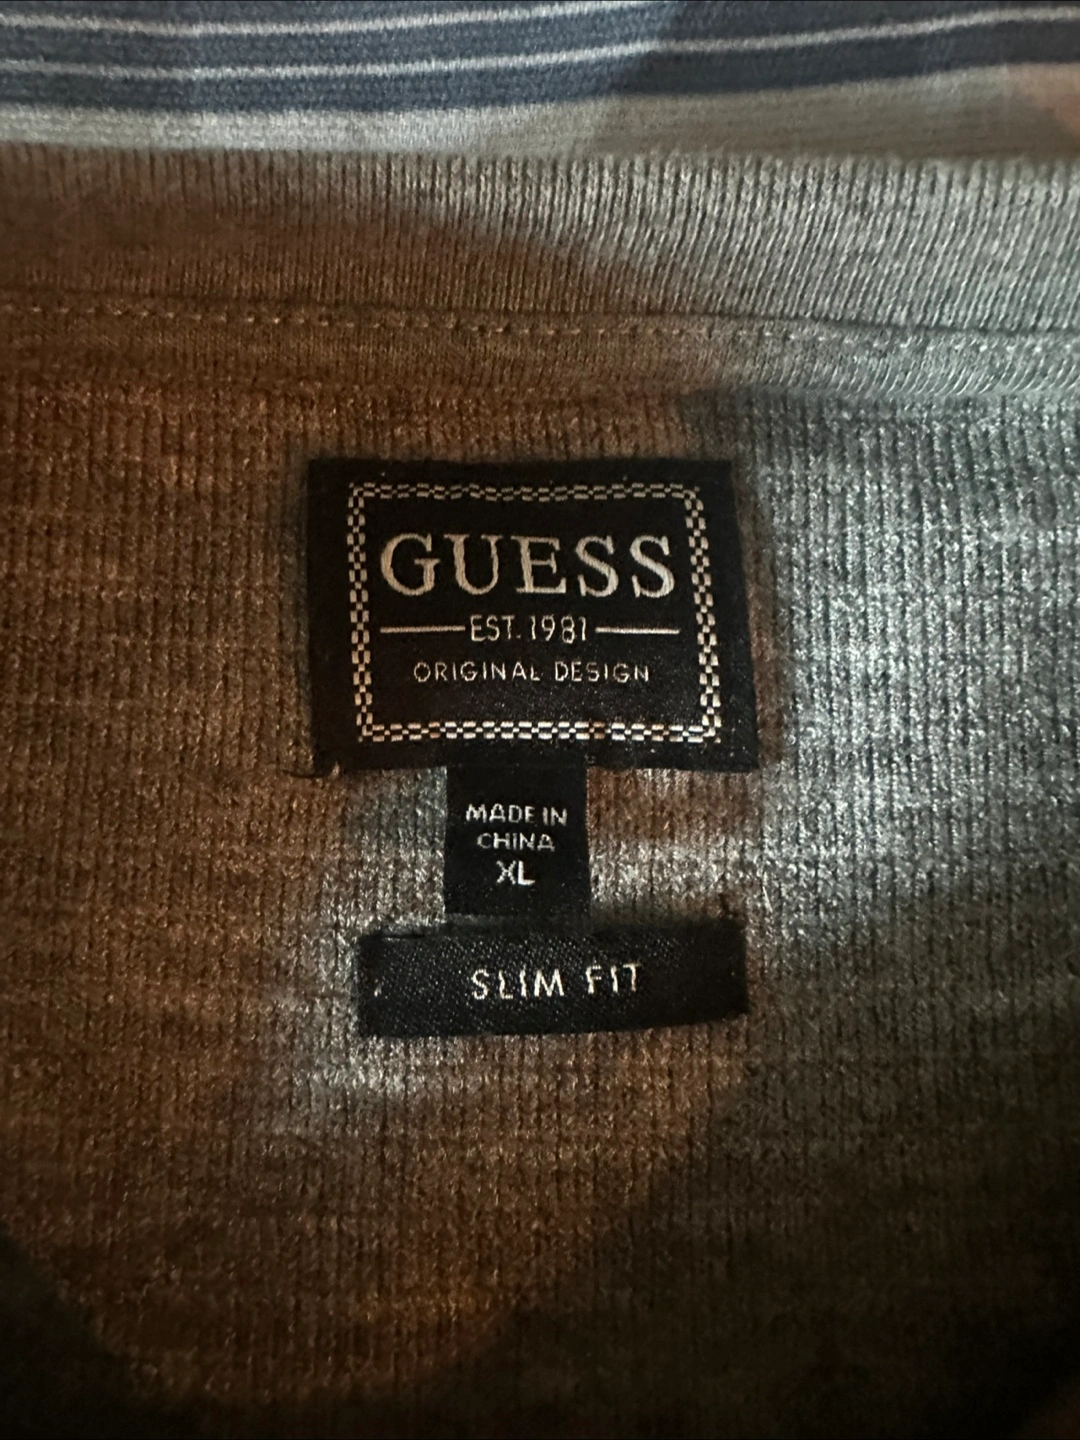 GUESS
EST. 1981
ORIGINAL DESIGN
MADE IN
CHINA
XL
SLIM FIT